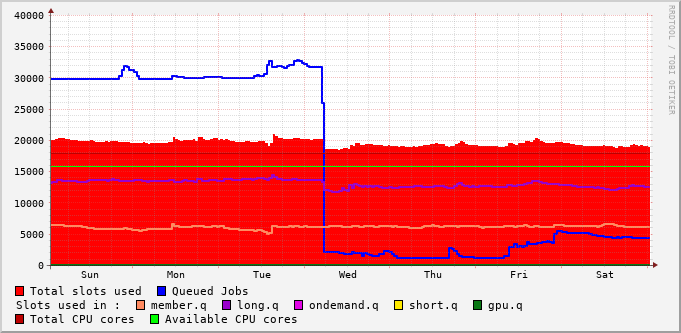 40000
35000
30000
25000
20000
15000
10000
5000
0
Sun Mon Tue Wed Thu Fri Sat
RRDTOOL / TOBI OETIKER
Total slots used Queued Jobs
Slots used in : member.q long.q ondemand.q short.q gpu.q
Total CPU cores Available CPU cores